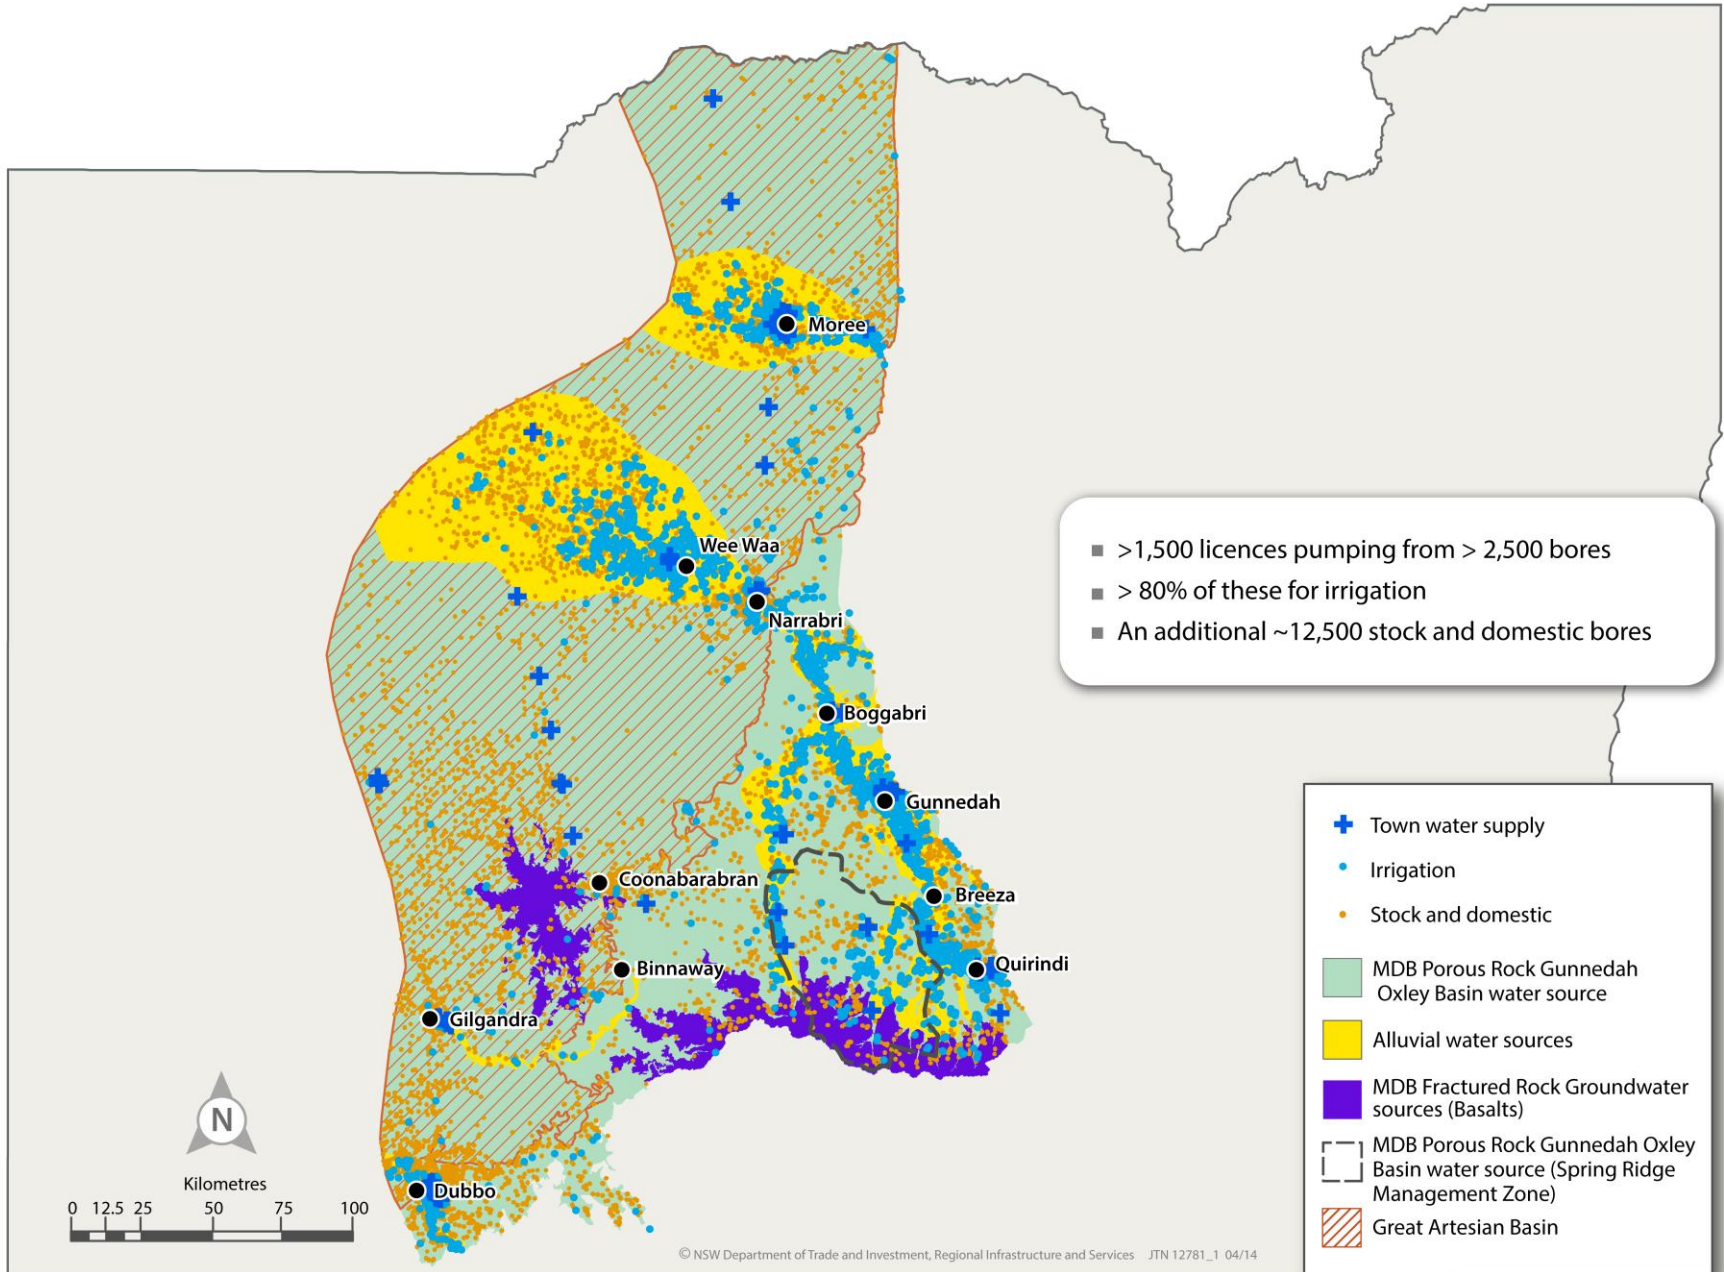 Moree
Wee Waa
Narrabri
■ >1,500 licences pumping from > 2,500 bores
■ > 80% of these for irrigation
■ An additional ~12,500 stock and domestic bores
Boggabri
Gunnedah
Coonabarabran
Breeza
Binnaway
Quirindi
Gilgandra
Dubbo
N
Kilometres
0 12.5 25 50 75 100
Town water supply
Irrigation
Stock and domestic
MDB Porous Rock Gunnedah
Oxley Basin water source
Alluvial water sources
MDB Fractured Rock Groundwater
sources (Basalts)
MDB Porous Rock Gunnedah Oxley
Basin water source (Spring Ridge
Management Zone)
Great Artesian Basin
© NSW Department of Trade and Investment, Regional Infrastructure and Services JTN 12781_1 04/14